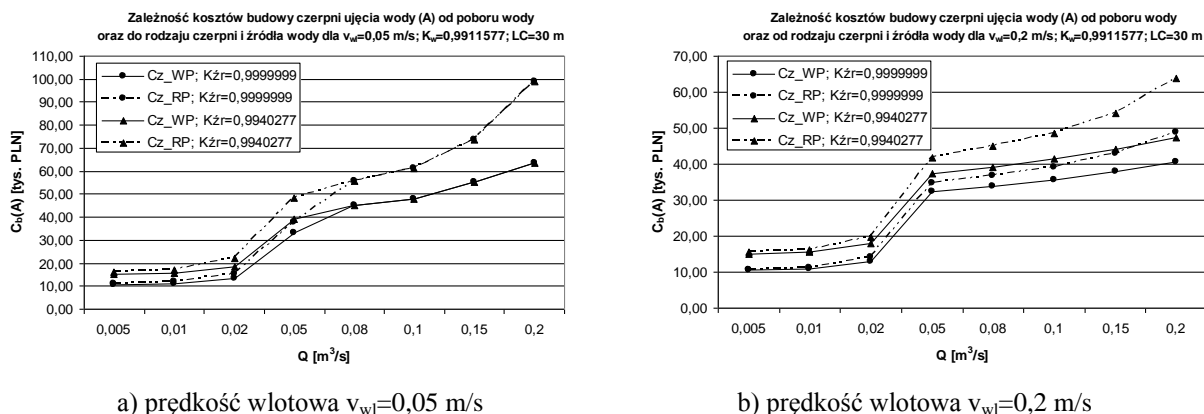 Zależność kosztów budowy czerpni ujęcia wody (A) od poboru wody
oraz do rodzaju czerpni i źródła wody dla vwl=0,05 m/s; Kw=0,9911577; LC=30 m
110,00
100,00
90,00
80,00
70,00
60,00
50,00
40,00
30,00
20,00
10,00
0,00
Cb(A) [tys. PLN]
Cz_WP; Kźr=0,9999999
Cz_RP; Kźr=0,9999999
Cz_WP; Kźr=0,9940277
Cz_RP; Kźr=0,9940277
0,005 0,01 0,02 0,05 0,08 0,1 0,15 0,2
Q [m³/s]
a) prędkość wlotowa vwl=0,05 m/s
Zależność kosztów budowy czerpni ujęcia wody (A) od poboru wody
oraz od rodzaju czerpni i źródła wody dla vwl=0,2 m/s; Kw=0,9911577; LC=30 m
70,00
60,00
50,00
40,00
30,00
20,00
10,00
0,00
Cb(A) [tys. PLN]
Cz_WP; Kźr=0,9999999
Cz_RP; Kźr=0,9999999
Cz_WP; Kźr=0,9940277
Cz_RP; Kźr=0,9940277
0,005 0,01 0,02 0,05 0,08 0,1 0,15 0,2
Q [m³/s]
b) prędkość wlotowa vwl=0,2 m/s